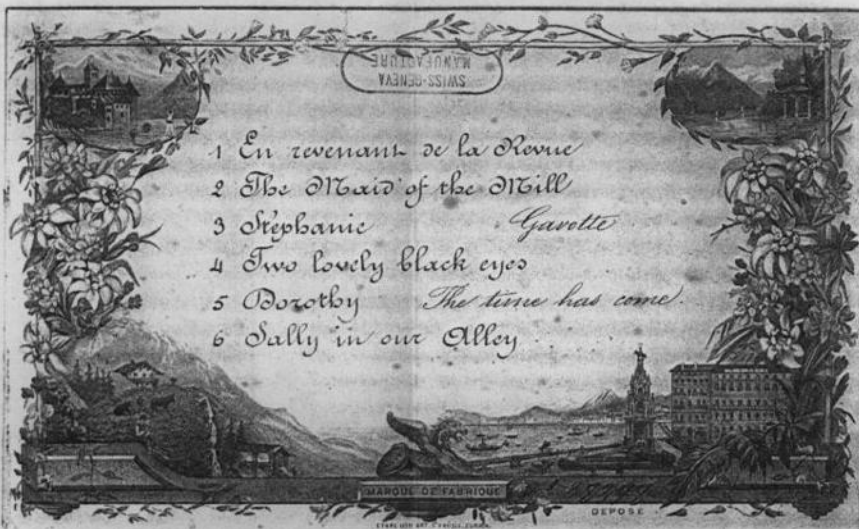 SWISS-GENEVA
MANUFACTURE
1 En revenant de la Revue
2 The Maid of the Mill
3 Stéphanie Gavotte
4 Two lovely black eyes
5 Dorothy The time has come.
6 Sally in our Alley
MARQUE DE FABRIQUE
DEPOSÉ